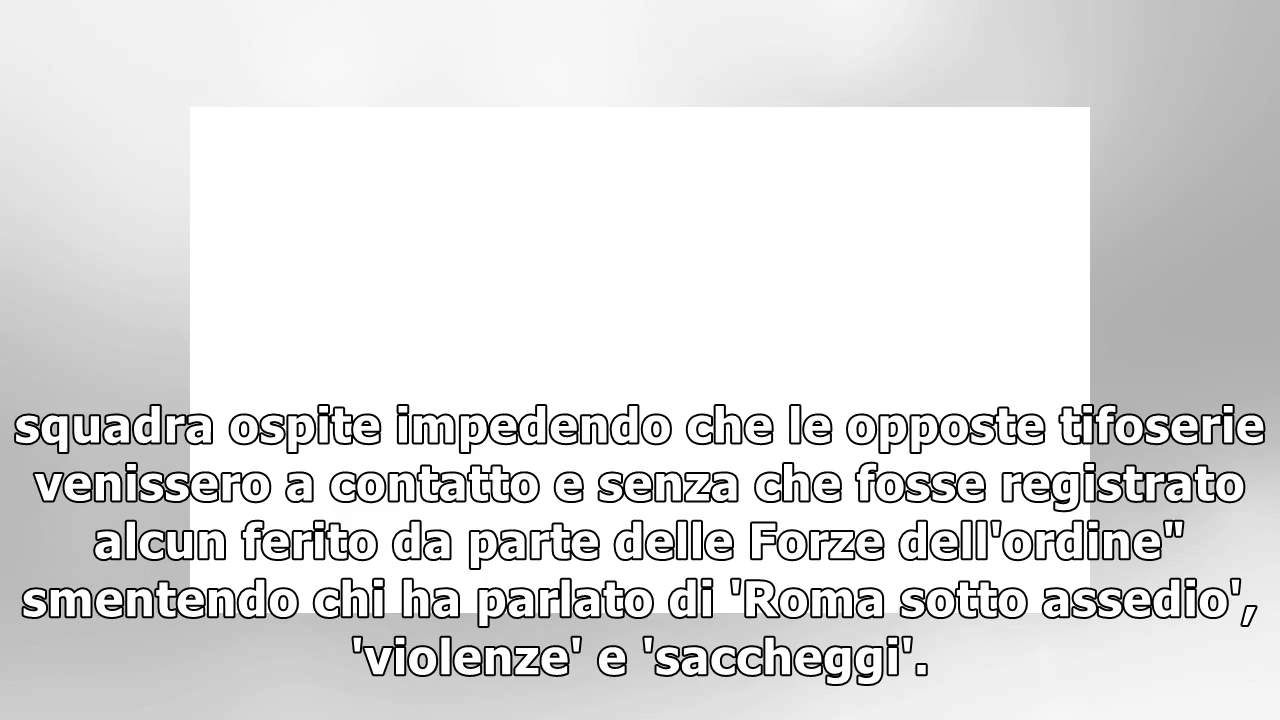 squadra ospite impedendo che le opposte tifoserie
venissero a contatto e senza che fosse registrato
alcun ferito da parte delle Forze dell'ordine"
smentendo chi ha parlato di 'Roma sotto assedio',
'violenze' e 'saccheggi'.